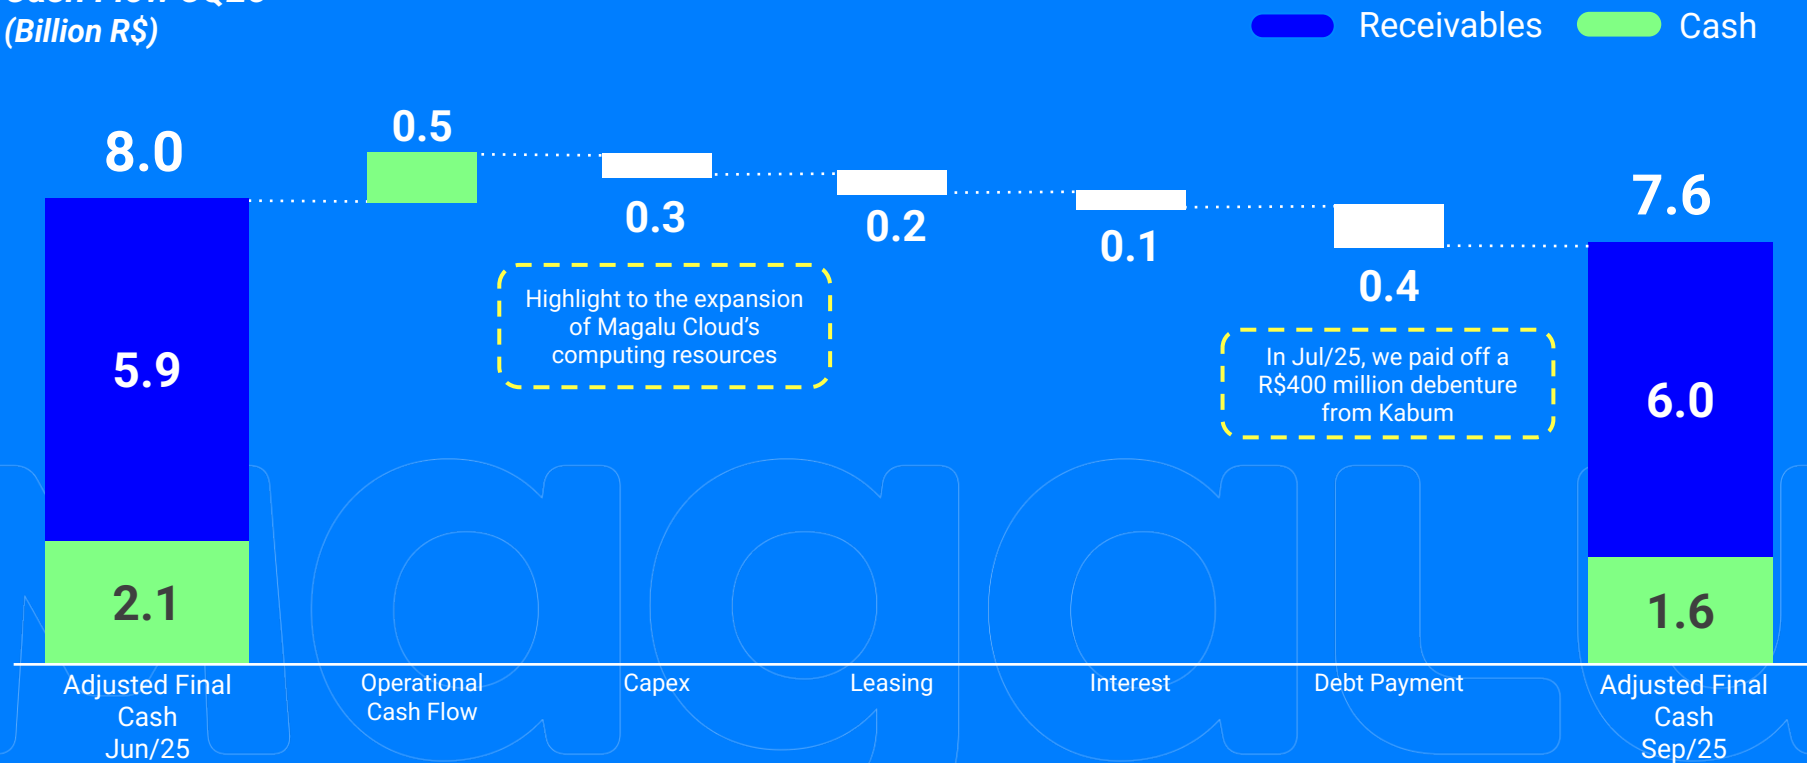 (Billion R$)
Receivables
Cash
8.0
0.5
0.3
0.2
0.1
0.4
7.6
Highlight to the expansion
of Magalu Cloud's
computing resources
In Jul/25, we paid off a
R$400 million debenture
from Kabum
5.9
2.1
6.0
1.6
Adjusted Final
Cash
Jun/25
Operational
Cash Flow
Capex
Leasing
Interest
Debt Payment
Adjusted Final
Cash
Sep/25